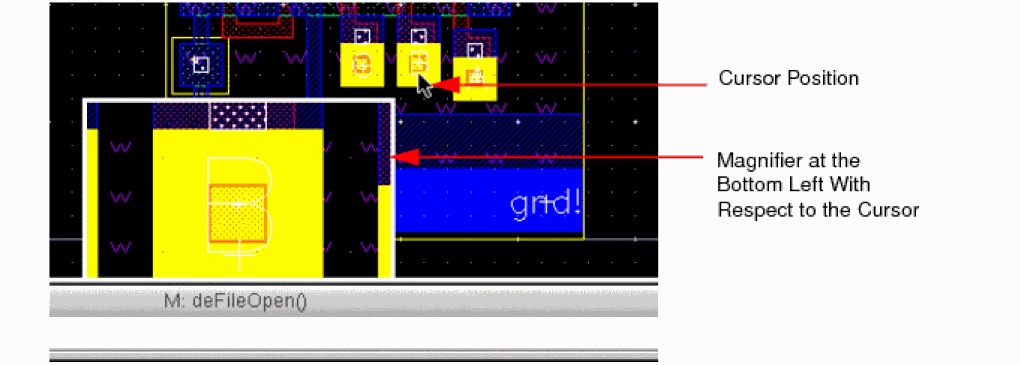 C
B
A
Cursor Position
Magnifier at the
Bottom Left With
Respect to the Cursor
B
gnd!
M: deFileOpen()